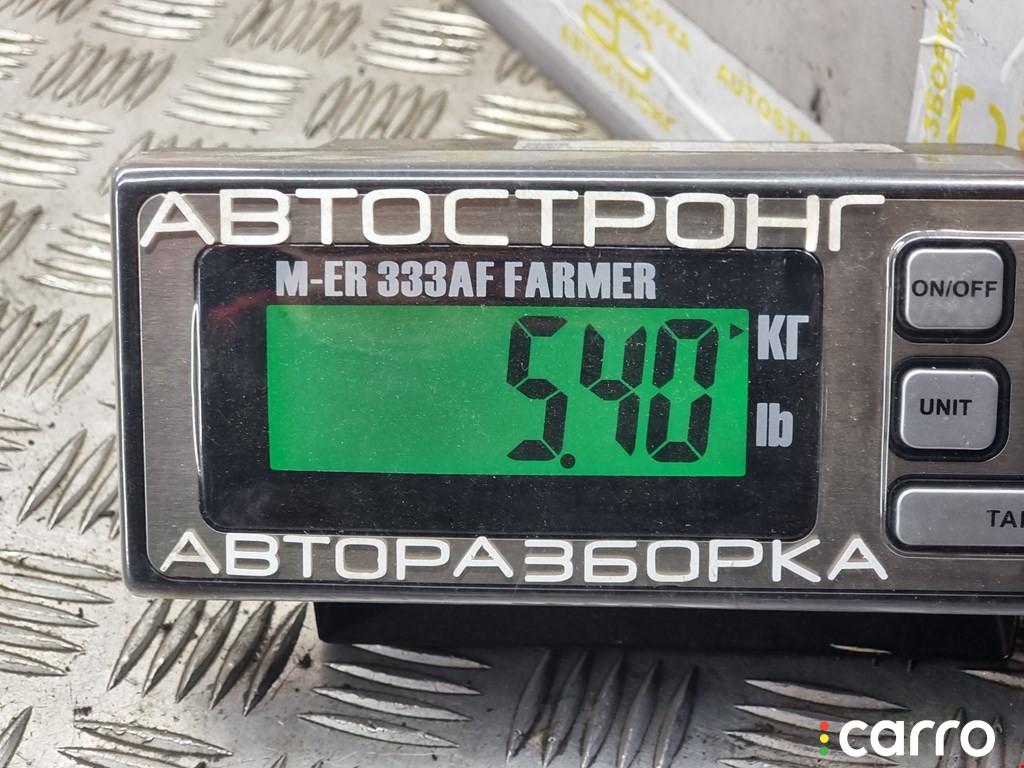 АВТОСТРОНГ
M-ER 333AF FARMER
5.40
КГ
lb
ON/OFF
UNIT
АВТОРАЗБОРКА
carro